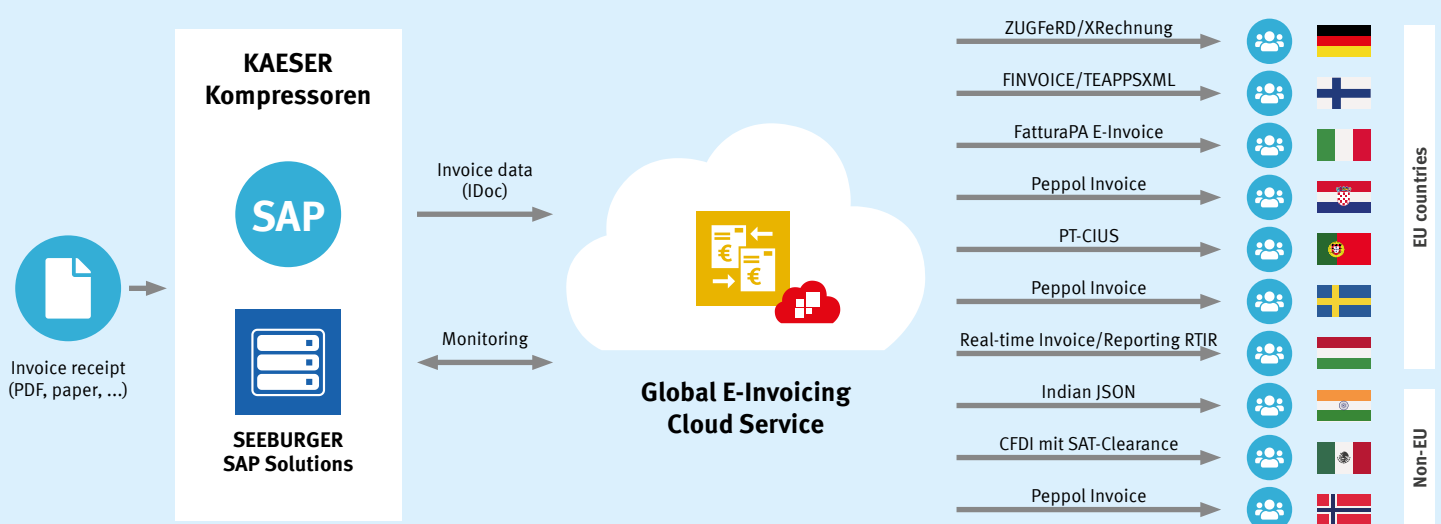 KAESER
Kompressoren
SAP
SEEBURGER
SAP Solutions
Invoice receipt
(PDF, paper, ...)
Invoice data
(IDoc)
Monitoring
€
€
Global E-Invoicing
Cloud Service
ZUGFeRD/XRechnung
FINVOICE/TEAPPSXML
FatturaPA E-Invoice
Peppol Invoice
PT-CIUS
Peppol Invoice
Real-time Invoice/Reporting RTIR
Indian JSON
CFDI mit SAT-Clearance
Peppol Invoice
EU countries
Non-EU